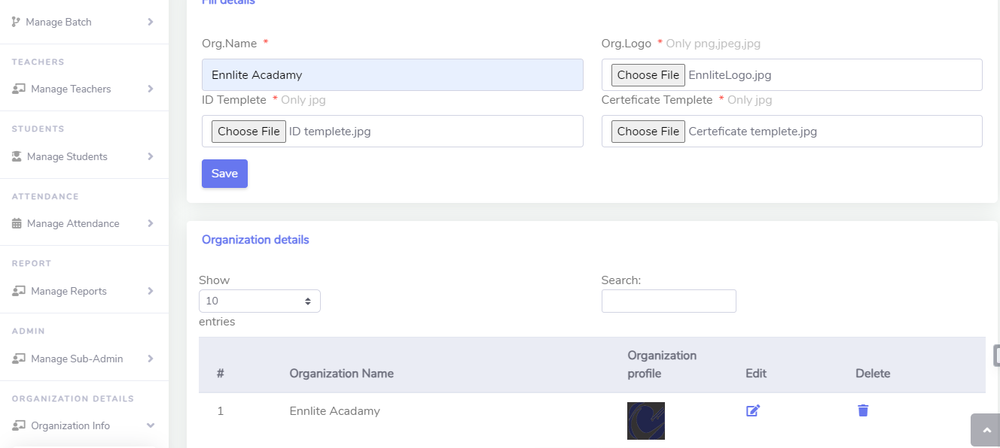 Manage Batch
TEACHERS
Manage Teachers
STUDENTS
Manage Students
ATTENDANCE
Manage Attendance
REPORT
Manage Reports
ADMIN
Manage Sub-Admin
ORGANIZATION DETAILS
Organization Info
Fill details
Org.Name *
Ennlite Acadamy
Org.Logo * Only png,jpeg,jpg
Choose File EnnliteLogo.jpg
ID Templete * Only jpg
Choose File ID templete.jpg
Certeficate Templete * Only jpg
Choose File Certeficate templete.jpg
Save
Organization details
Show
10
entries
Search:
# Organization Name Organization profile Edit Delete
1 Ennlite Acadamy